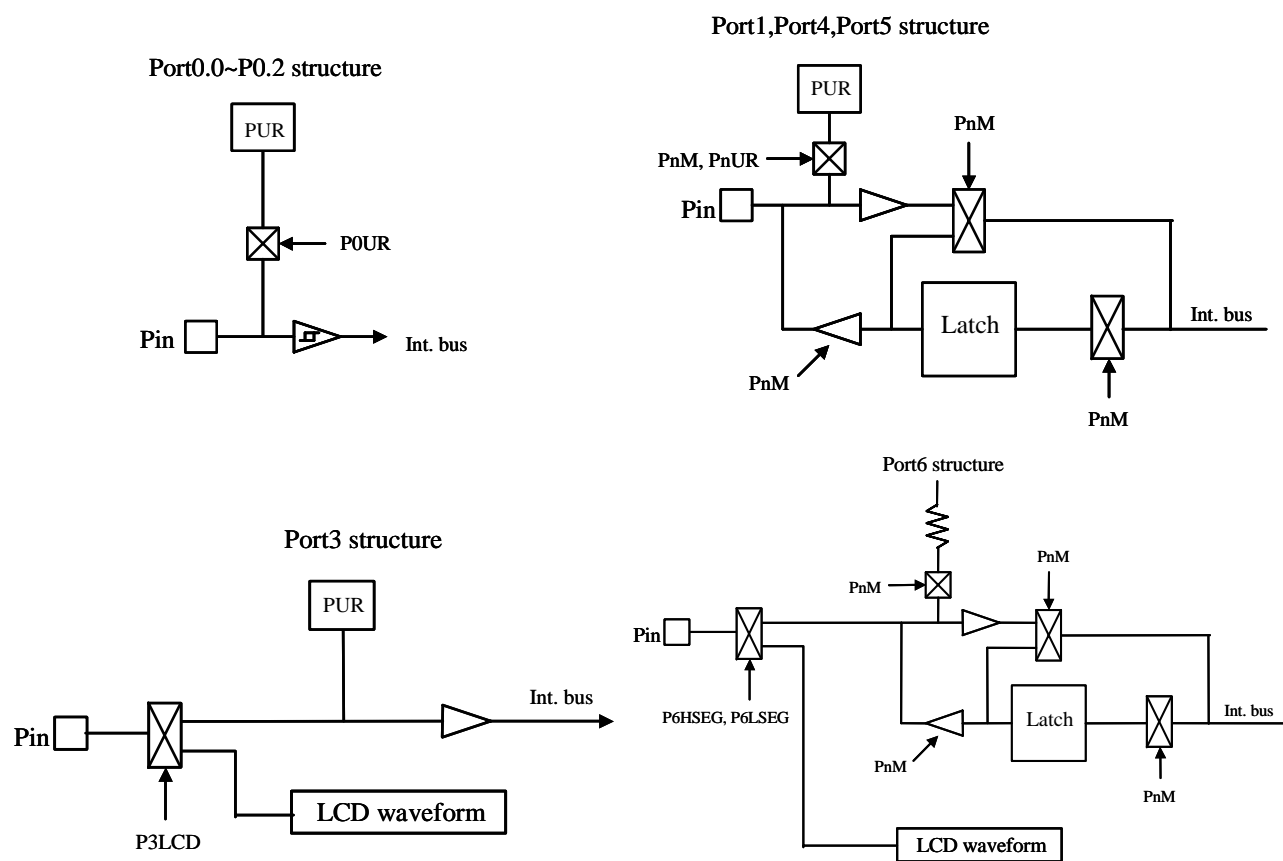 Port0.0~P0.2 structure
PUR
P0UR
Pin
Int. bus
Port1,Port4,Port5 structure
PUR
PnM
PnM, PnUR
Pin
Latch
Int. bus
PnM
PnM
Port3 structure
PUR
Int. bus
Pin
LCD waveform
P3LCD
Port6 structure
PnM
PnM
Pin
P6HSEG, P6LSEG
Latch
Int. bus
PnM
PnM
LCD waveform